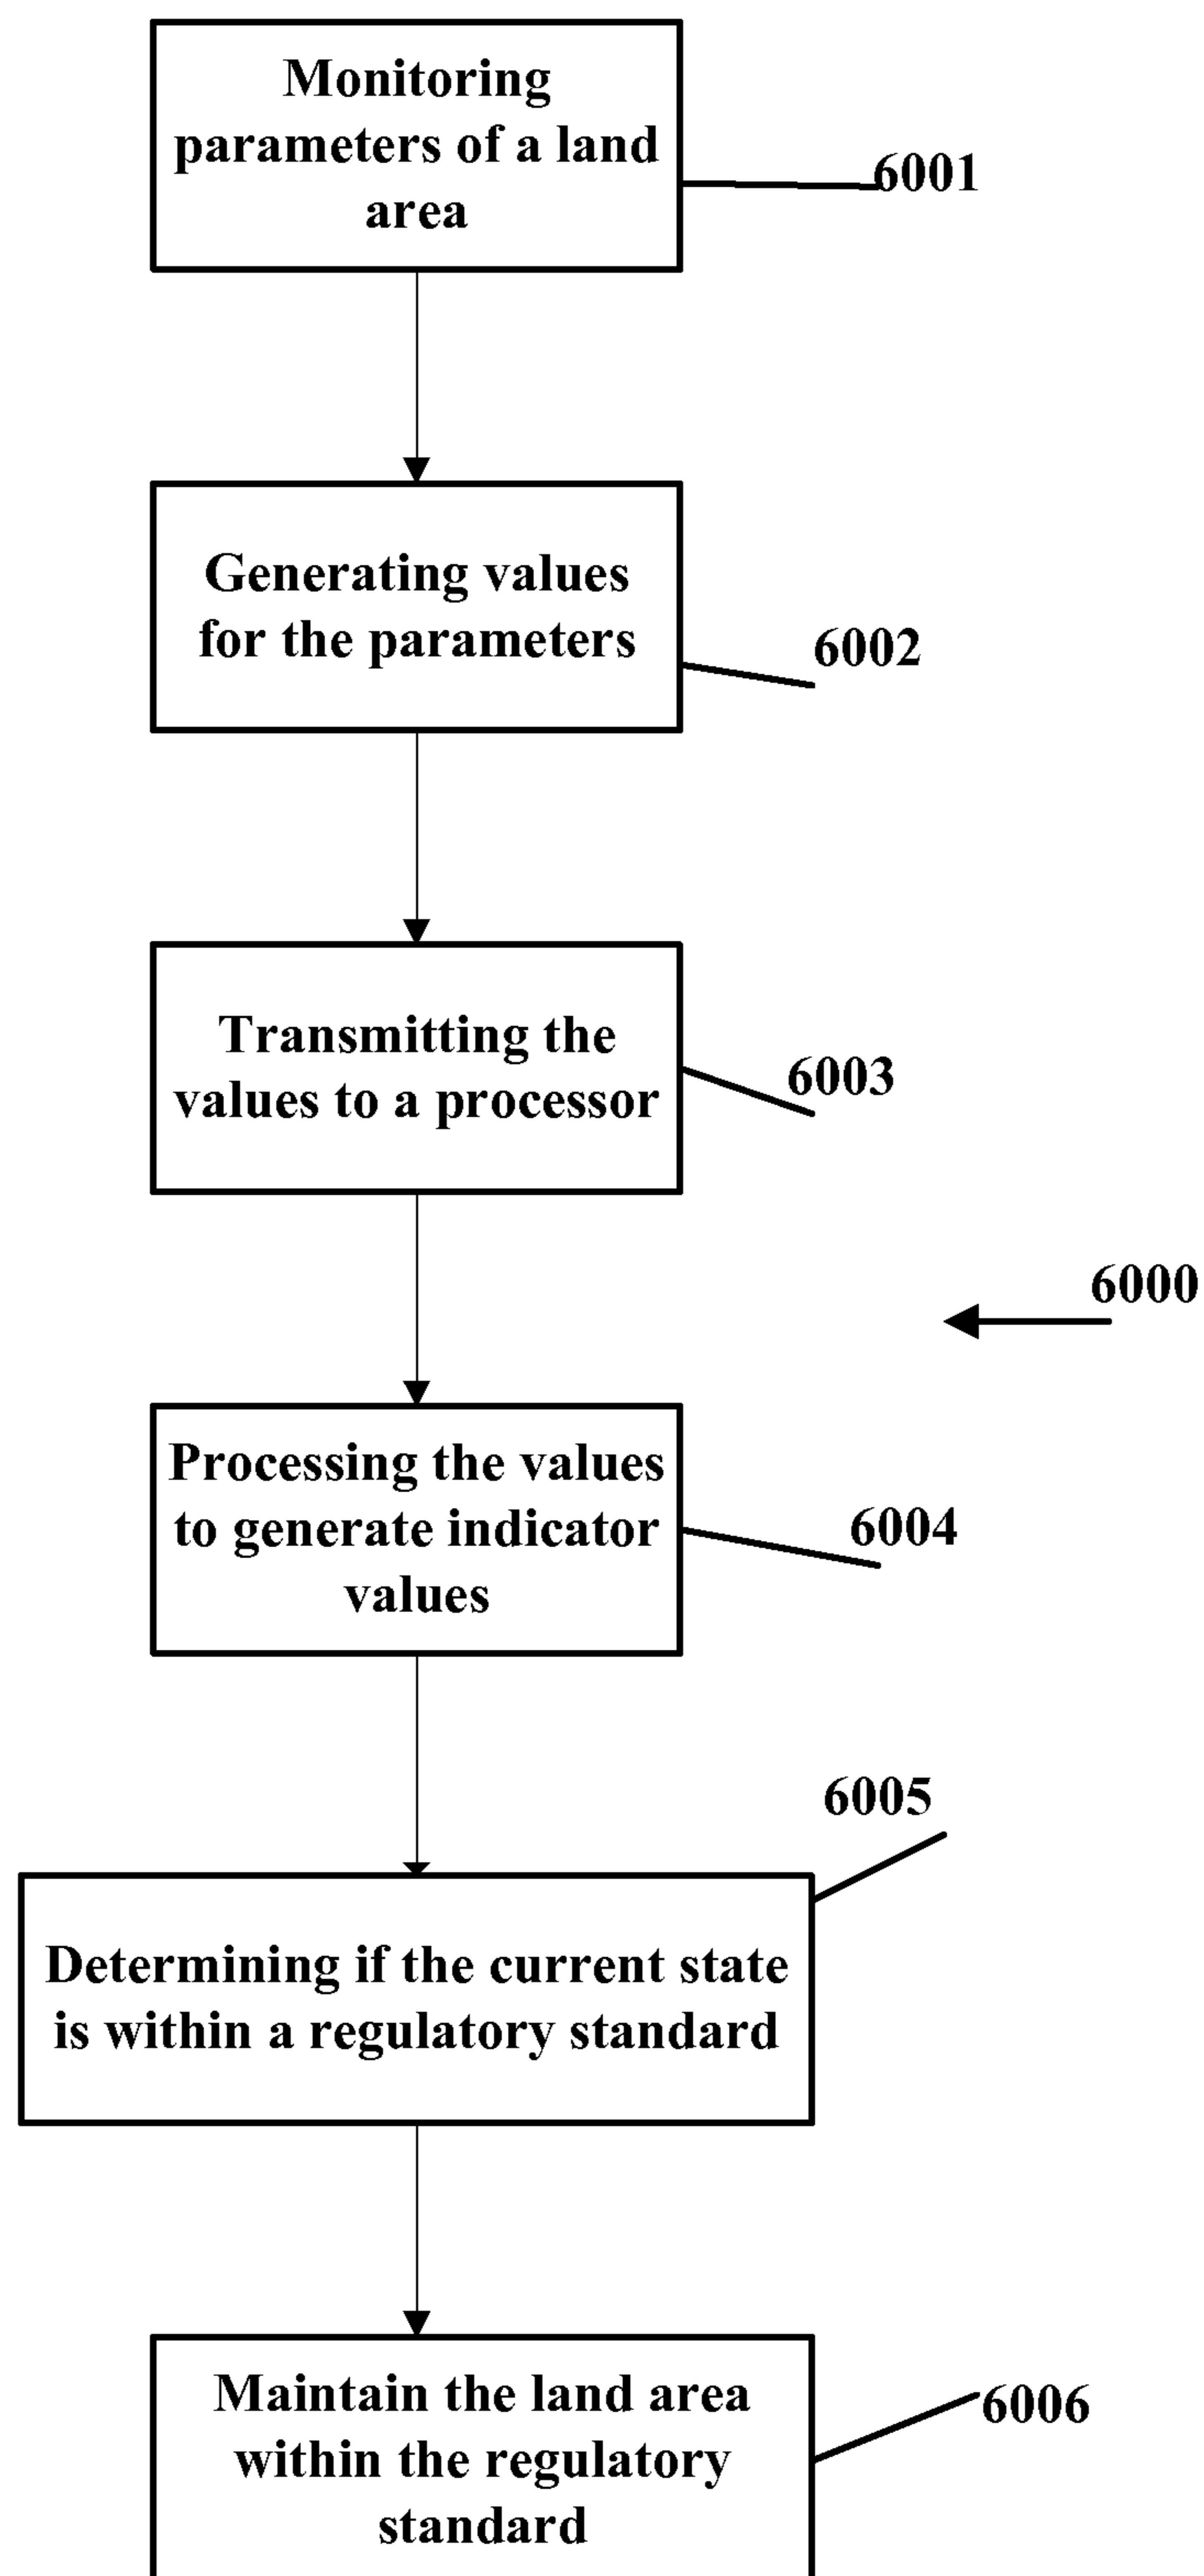 Monitoring
parameters of a land
area
6001
Generating values
for the parameters
6002
Transmitting the
values to a processor
6003
6000
Processing the values
to generate indicator
values
6004
6005
Determining if the current state
is within a regulatory standard
Maintain the land area
within the regulatory
standard
6006